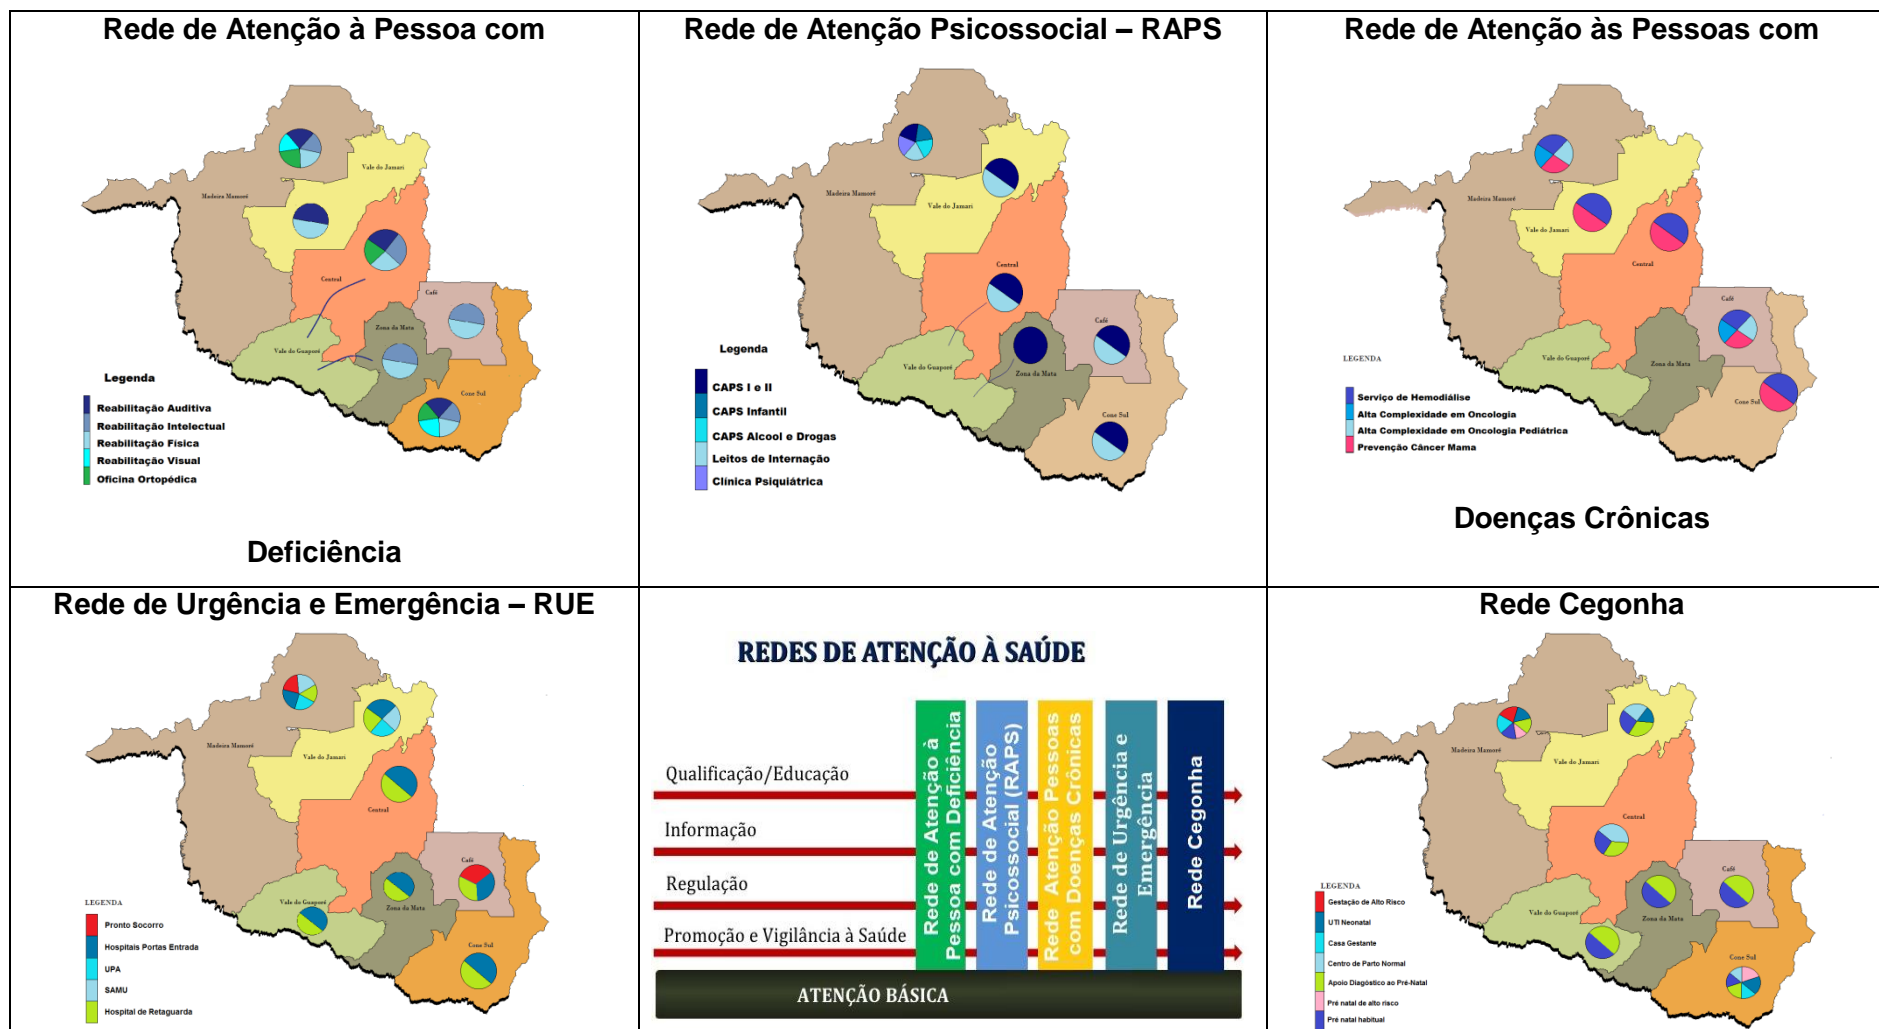 Rede de Atenção à Pessoa com
Madeira Mamoré
Vale do Jamari
Central
Café
Zona da Mata
Vale do Guaporé
Cone Sul
Legenda
Reabilitação Auditiva
Reabilitação Intelectual
Reabilitação Física
Reabilitação Visual
Oficina Ortopédica
Deficiência
Rede de Atenção Psicossocial – RAPS
Madeira Mamoré
Vale do Jamari
Central
Café
Vale do Guaporé
Zona da Mata
Cone Sul
Legenda
CAPS I e II
CAPS Infantil
CAPS Alcool e Drogas
Leitos de Internação
Clínica Psiquiátrica
Rede de Atenção às Pessoas com
Madeira Mamoré
Vale do Jamari
Central
Café
Vale do Guaporé
Zona da Mata
Cone Sul
LEGENDA
Serviço de Hemodiálise
Alta Complexidade em Oncologia
Alta Complexidade em Oncologia Pediátrica
Prevenção Câncer Mama
Doenças Crônicas
Rede de Urgência e Emergência – RUE
Madeira Mamoré
Vale do Jamari
Central
Café
Vale do Guaporé
Zona da Mata
Cone Sul
LEGENDA
Pronto Socorro
Hospitais Portas Entrada
UPA
SAMU
Hospital de Retaguarda
REDES DE ATENÇÃO À SAÚDE
Qualificação/Educação
Informação
Regulação
Promoção e Vigilância à Saúde
Rede de Atenção à
Pessoa com Deficiência
Rede de Atenção
Psicossocial (RAPS)
Rede Atenção Pessoas
com Doenças Crônicas
Rede de Urgência e
Emergência
Rede Cegonha
ATENÇÃO BÁSICA
Rede Cegonha
Madeira Mamoré
Vale do Jamari
Central
Café
Zona da Mata
Vale do Guaporé
Cone Sul
LEGENDA
Gestação de Alto Risco
UTI Neonatal
Casa Gestante
Centro de Parto Normal
Apoio Diagóstico ao Pré-Natal
Pré natal de alto risco
Pré natal habitual